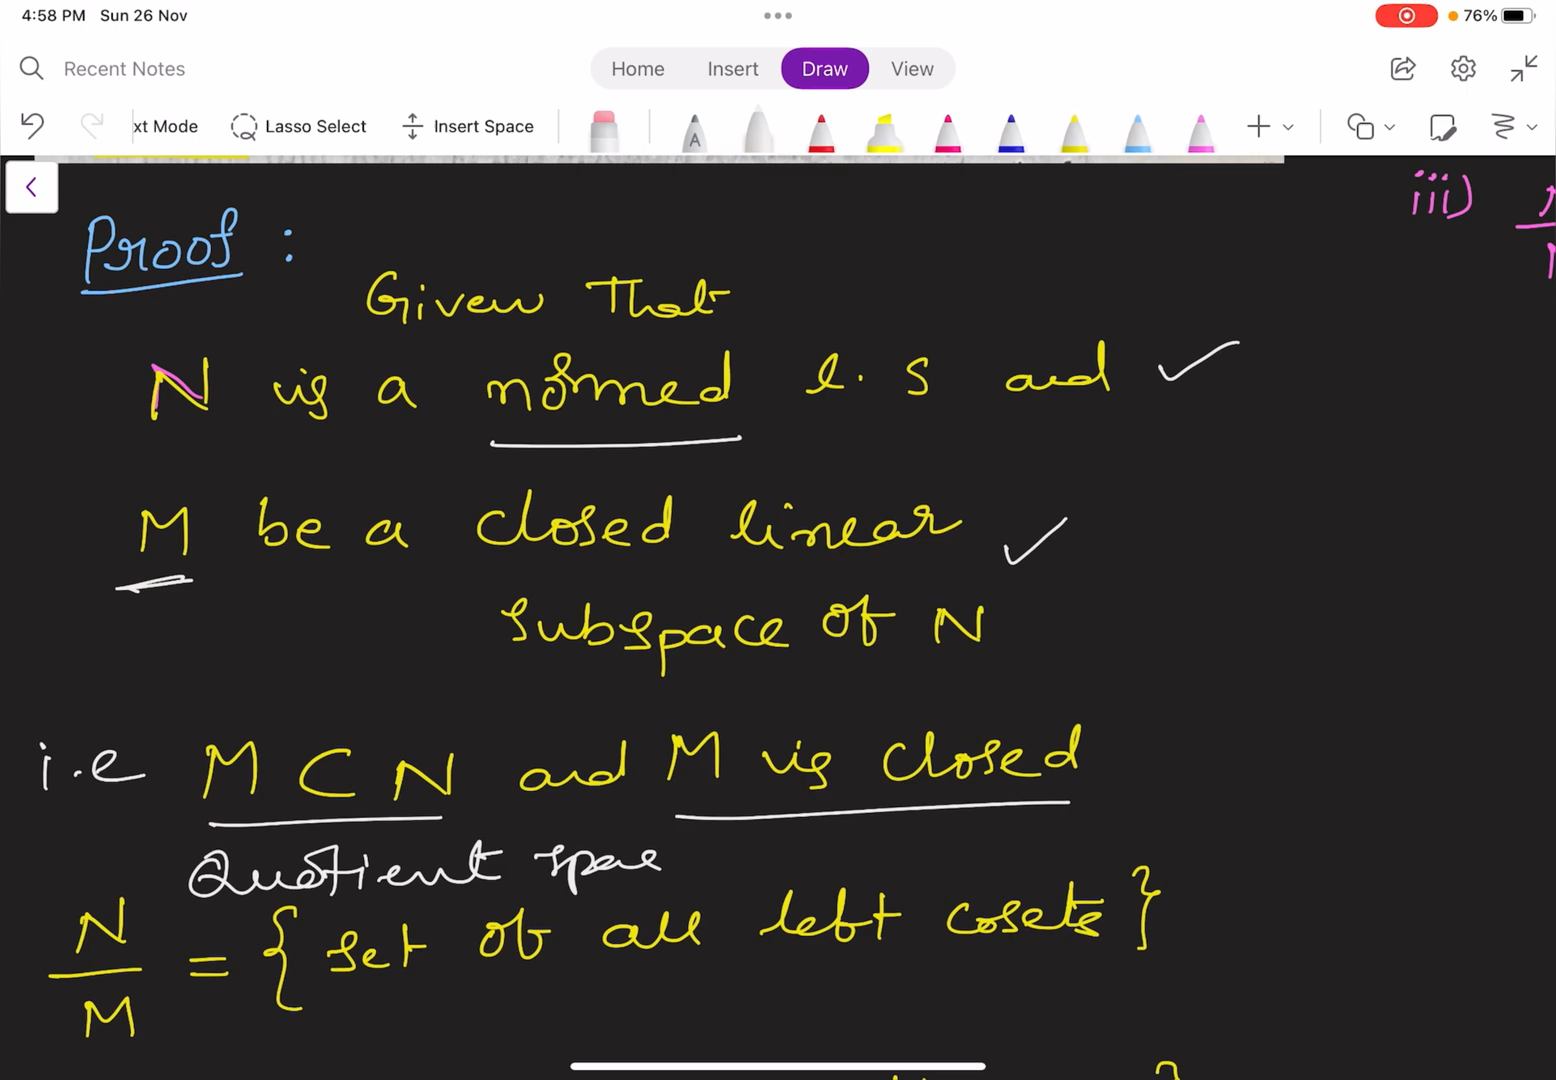 4:58 PM Sun 26 Nov
76%
Recent Notes
Home Insert Draw View
xt Mode Lasso Select Insert Space
A
iii)
Proof :
Given That
N is a normed l. s and ✓
M be a closed linear ✓
subspace of N
i.e M ⊂ N and M is closed
Quotient space
N/M = { set of all left cosets }